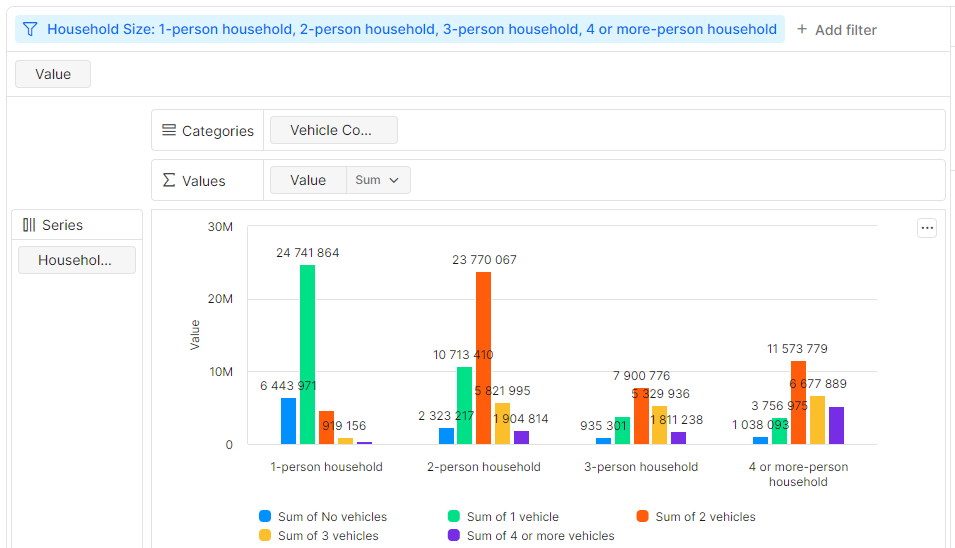 Household Size: 1-person household, 2-person household, 3-person household, 4 or more-person household
+ Add filter
Value
Categories
Vehicle Co...
Values
Value
Sum
Series
Househol...
30M
20M
10M
0
Value
24 741 864
6 443 971
919 156
23 770 067
10 713 410
5 821 995
2 323 217
1 904 814
7 900 776
5 329 936
935 301
1 811 238
11 573 779
6 677 889
3 756 975
1 038 093
1-person household
2-person household
3-person household
4 or more-person
household
Sum of No vehicles
Sum of 1 vehicle
Sum of 2 vehicles
Sum of 3 vehicles
Sum of 4 or more vehicles